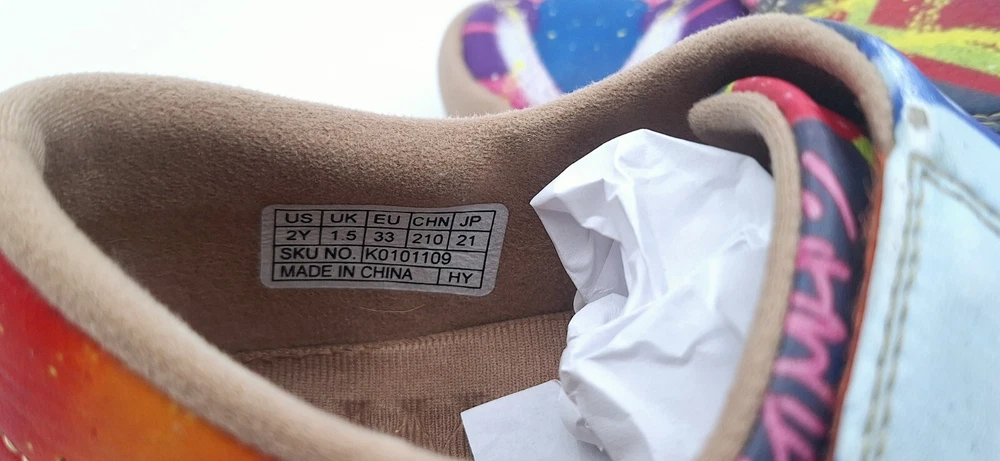 US UK EU CHN JP
2Y 1.5 33 210 21
SKU NO. K0101109
MADE IN CHINA HY